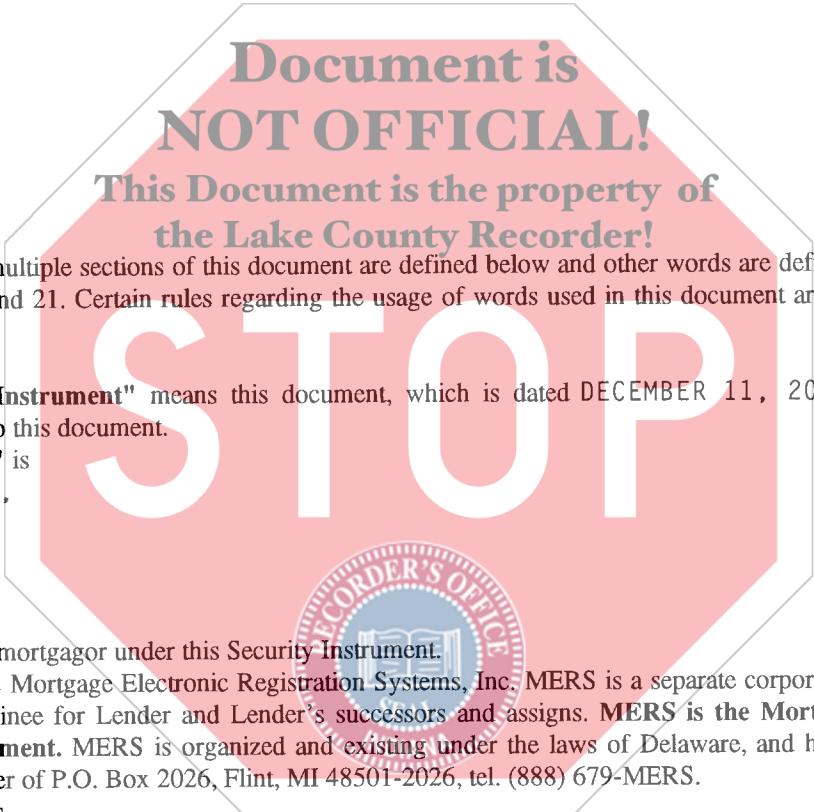 Document is
NOT OFFICIAL!
This Document is the property of
the Lake County Recorder!
ultiple sections of this document are defined below and other words are def
nd 21. Certain rules regarding the usage of words used in this document ar
STOP
Instrument" means this document, which is dated DECEMBER 11, 20
this document.
" is
,
mortgagor under this Security Instrument.
Mortgage Electronic Registration Systems, Inc. MERS is a separate corpor
inee for Lender and Lender's successors and assigns. MERS is the Mort
ment. MERS is organized and existing under the laws of Delaware, and h
er of P.O. Box 2026, Flint, MI 48501-2026, tel. (888) 679-MERS.
RECORDER'S OFFICE
SEAL